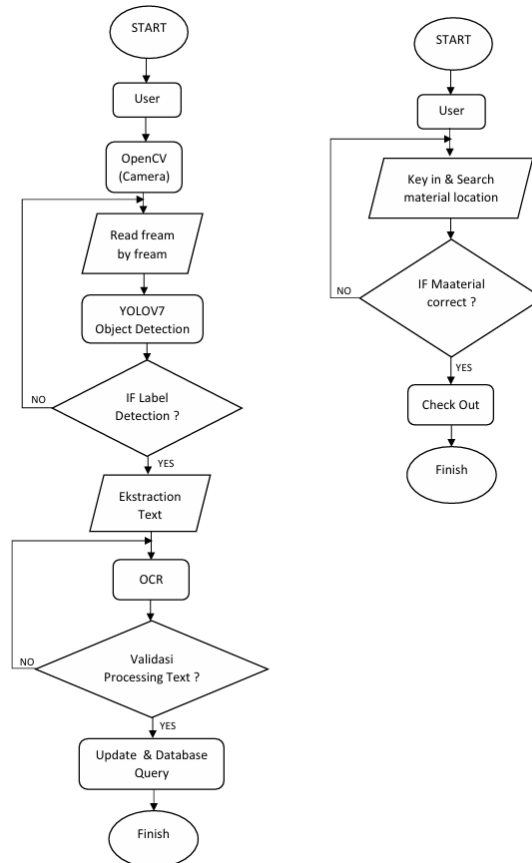 START
User
OpenCV
(Camera)
Read fream
by fream
YOLOV7
Object Detection
IF Label
Detection ?
NO
YES
Ekstraction
Text
OCR
Validasi
Processing Text ?
NO
YES
Update & Database
Query
Finish
START
User
Key in & Search
material location
IF Maaterial
correct ?
NO
YES
Check Out
Finish